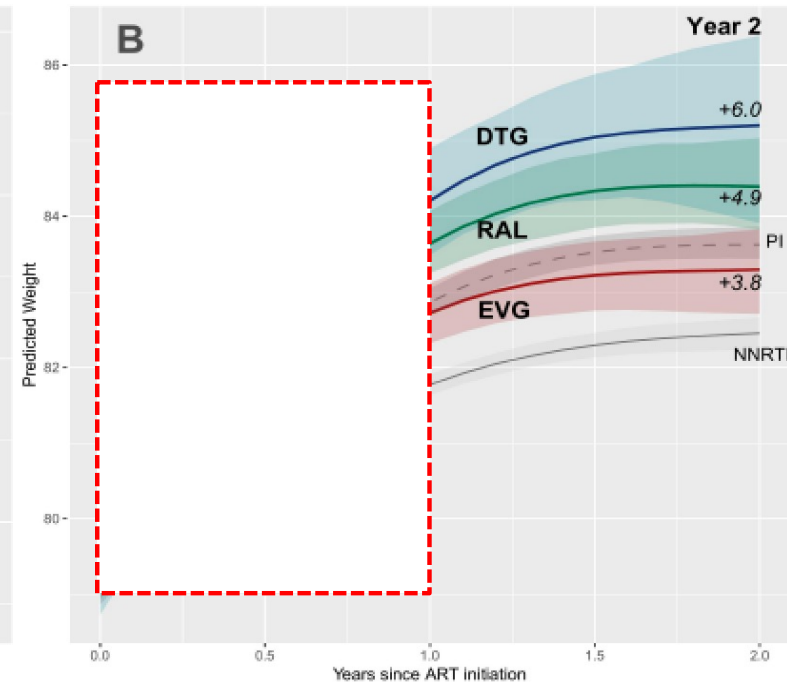 B
Year 2
86
+6.0
DTG
84
+4.9
RAL
PI
+3.8
EVG
82
NNRTI
80
Predicted Weight
0.0 0.5 1.0 1.5 2.0
Years since ART initiation